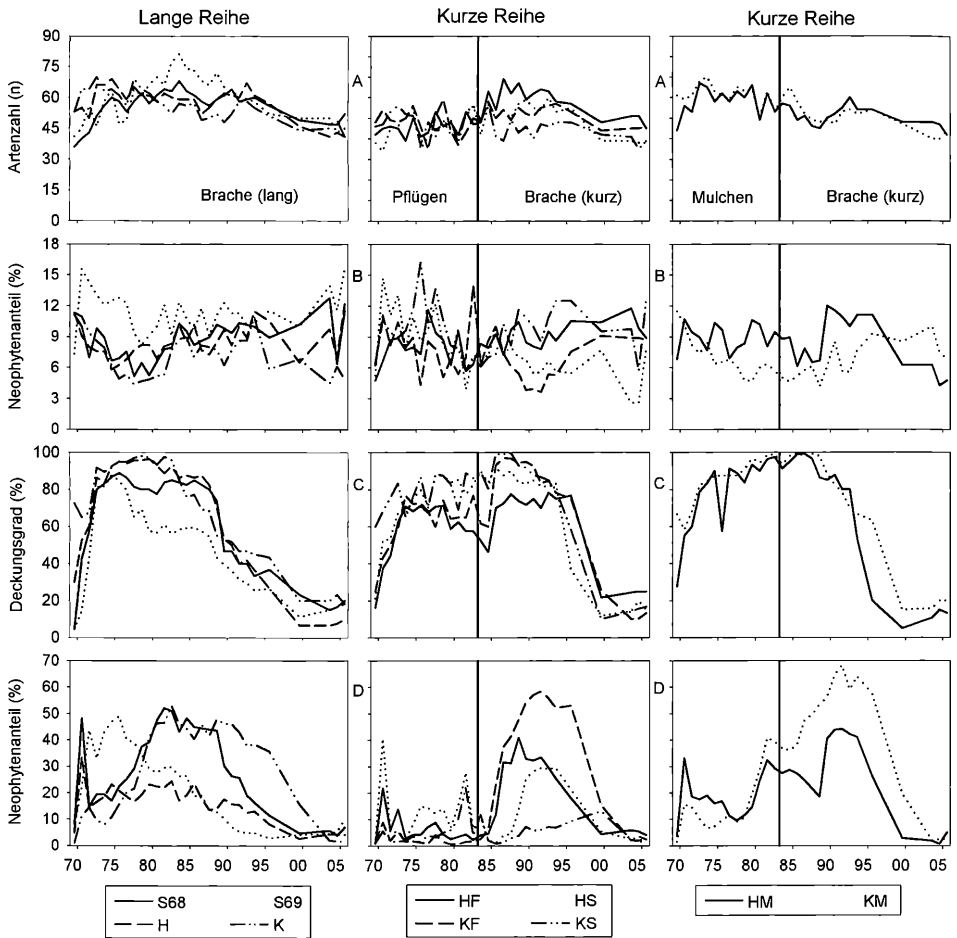 Lange Reihe Kurze Reihe Kurze Reihe
Artenzahl (n)
90
75
60
45
30
15
0
A A
Brache (lang) Pflügen Brache (kurz) Mulchen Brache (kurz)
Neophytenanteil (%)
18
15
12
9
6
3
0
B B
Deckungsgrad (%)
100
80
60
40
20
0
C C
Neophytenanteil (%)
70
60
50
40
30
20
10
0
D D
70 75 80 85 90 95 00 05 70 75 80 85 90 95 00 05 70 75 80 85 90 95 00 05
S68 S69 HF HS HM KM
H K KF KS